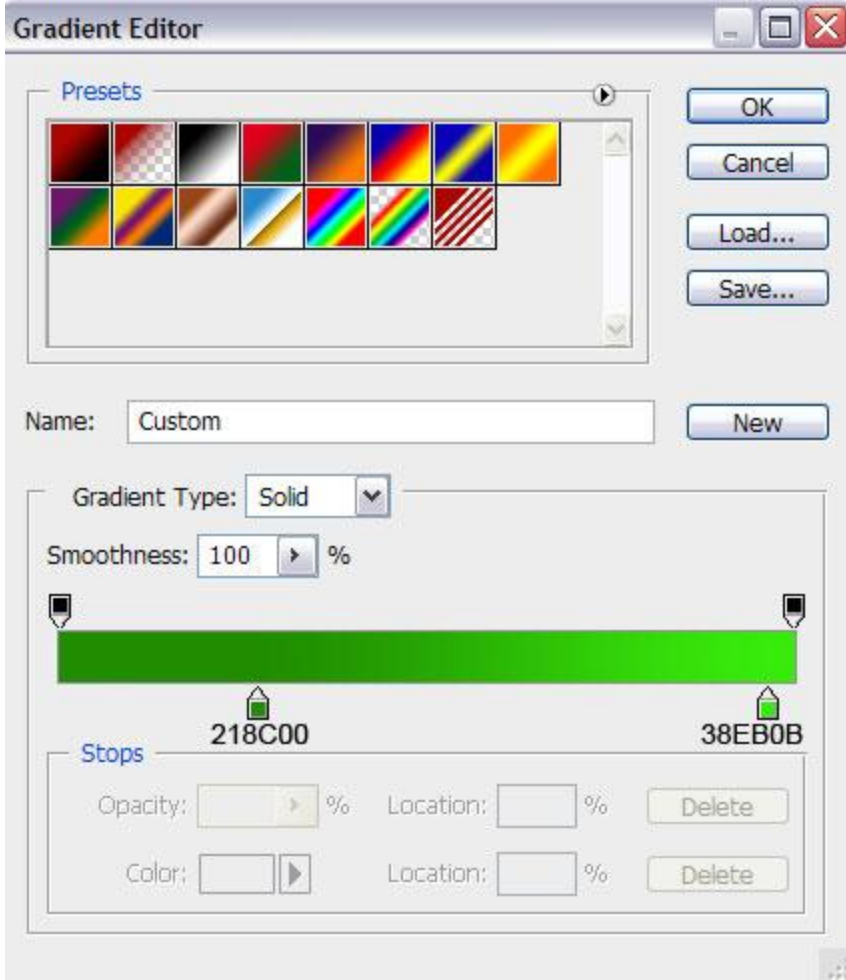 Gradient Editor
Presets
OK
Cancel
Load...
Save...
Name: Custom
New
Gradient Type: Solid
Smoothness: 100 %
218C00
38EB0B
Stops
Opacity: % Location: % Delete
Color: Location: % Delete